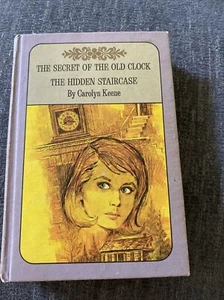 THE SECRET OF THE OLD CLOCK
THE HIDDEN STAIRCASE
By Carolyn Keene